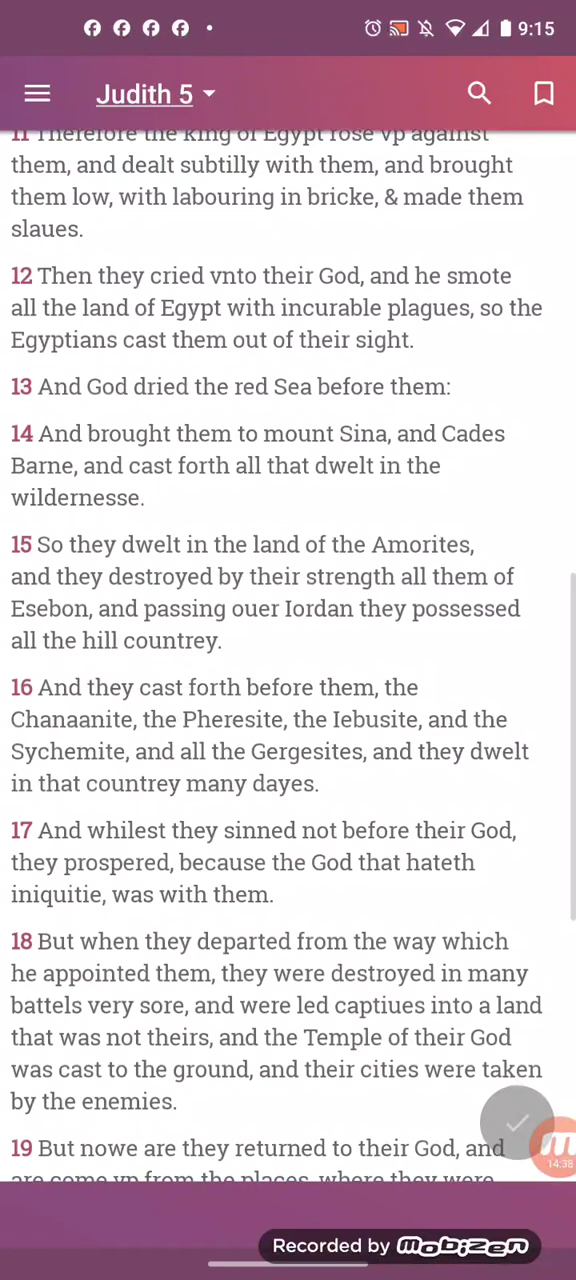 9:15
Judith 5
11 Therefore the king of Egypt rose vp against
them, and dealt subtilly with them, and brought
them low, with labouring in bricke, & made them
slaues.
12 Then they cried vnto their God, and he smote
all the land of Egypt with incurable plagues, so the
Egyptians cast them out of their sight.
13 And God dried the red Sea before them:
14 And brought them to mount Sina, and Cades
Barne, and cast forth all that dwelt in the
wildernesse.
15 So they dwelt in the land of the Amorites,
and they destroyed by their strength all them of
Esebon, and passing ouer Iordan they possessed
all the hill countrey.
16 And they cast forth before them, the
Chanaanite, the Pheresite, the Iebusite, and the
Sychemite, and all the Gergesites, and they dwelt
in that countrey many dayes.
17 And whilest they sinned not before their God,
they prospered, because the God that hateth
iniquitie, was with them.
18 But when they departed from the way which
he appointed them, they were destroyed in many
battels very sore, and were led captiues into a land
that was not theirs, and the Temple of their God
was cast to the ground, and their cities were taken
by the enemies.
19 But nowe are they returned to their God, and
are come vp from the places, where they were
14:38
Recorded by mobizen